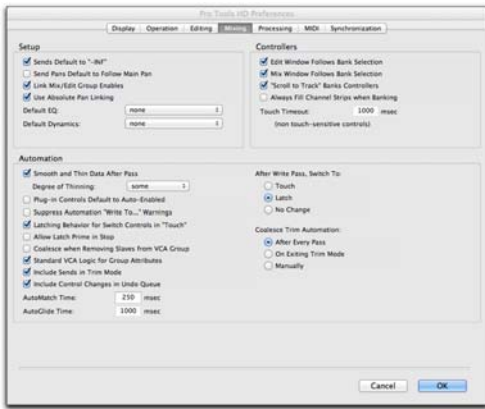 Pro Tools HD Preferences
Display Operation Editing Mixing Processing MIDI Synchronization
Setup
Sends Default to "-INF"
Send Pans Default to Follow Main Pan
Link Mix/Edit Group Enables
Use Absolute Pan Linking
Default EQ: none
Default Dynamics: none
Controllers
Edit Window Follows Bank Selection
Mix Window Follows Bank Selection
"Scroll to Track" Banks Controllers
Always Fill Channel Strips when Banking
Touch Timeout: 1000 msec
(non touch-sensitive controls)
Automation
Smooth and Thin Data After Pass
Degree of Thinning: some
Plug-in Controls Default to Auto-Enabled
Suppress Automation "Write To..." Warnings
Latching Behavior for Switch Controls in "Touch"
Allow Latch Prime in Stop
Coalesce when Removing Slaves from VCA Group
Standard VCA Logic for Group Attributes
Include Sends in Trim Mode
Include Control Changes in Undo Queue
AutoMatch Time: 250 msec
AutoGlide Time: 1000 msec
After Write Pass, Switch To:
Touch
Latch
No Change
Coalesce Trim Automation:
After Every Pass
On Exiting Trim Mode
Manually
Cancel OK